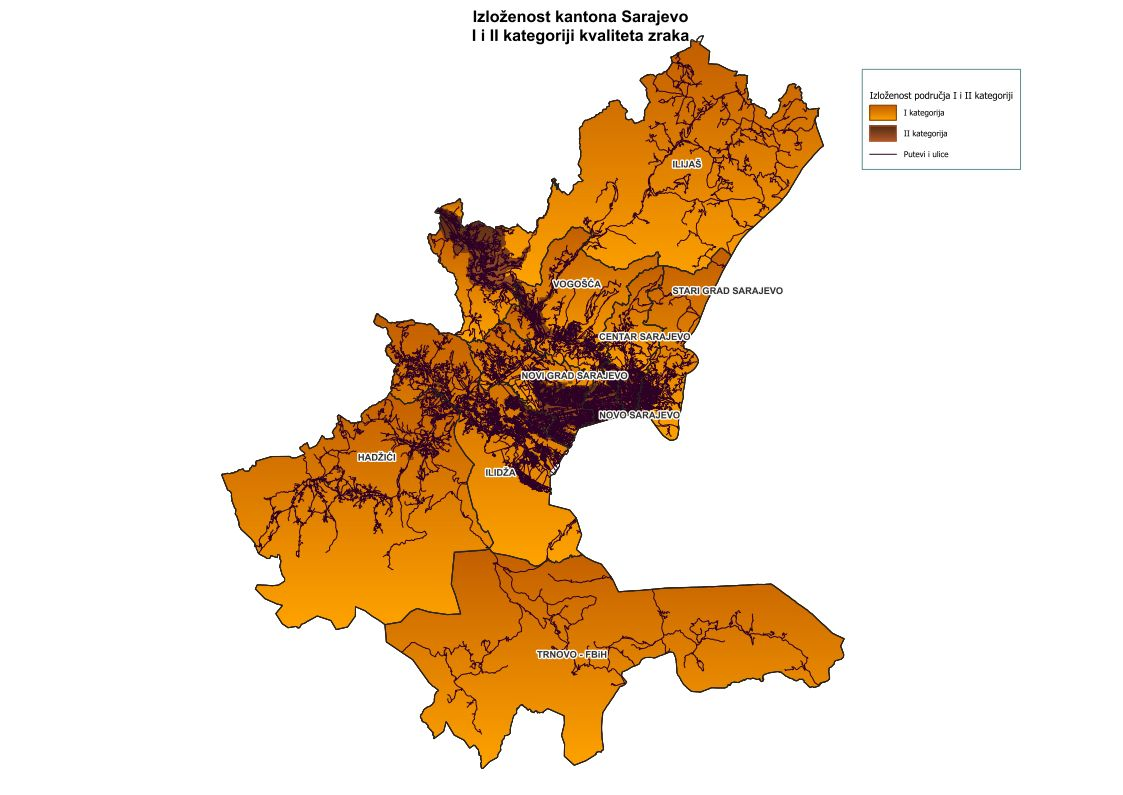 Izloženost kantona Sarajevo
I i II kategoriji kvaliteta zraka
Izloženost područja I i II kategoriji
I kategorija
II kategorija
Putevi i ulice
ILIJAŠ
VOGOŠĆA
STARI GRAD SARAJEVO
CENTAR SARAJEVO
NOVI GRAD SARAJEVO
NOVO SARAJEVO
HADŽIĆI
ILIDŽA
TRNOVO - FBiH